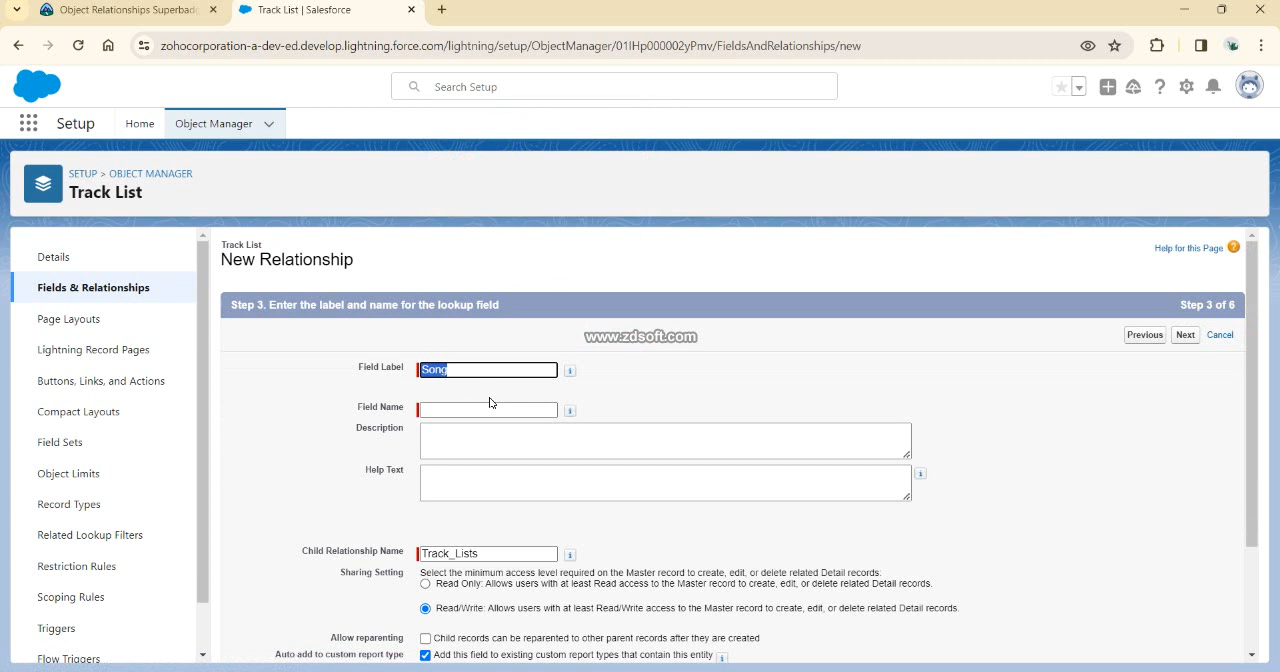 Object Relationships Superbad
Track List | Salesforce
zohocorporation-a-dev-ed.develop.lightning.force.com/lightning/setup/ObjectManager/01IHp000002yPmv/FieldsAndRelationships/new
Search Setup
Setup
Home
Object Manager
SETUP > OBJECT MANAGER
Track List
Details
Fields & Relationships
Page Layouts
Lightning Record Pages
Buttons, Links, and Actions
Compact Layouts
Field Sets
Object Limits
Record Types
Related Lookup Filters
Restriction Rules
Scoping Rules
Triggers
Flow Triggers
Track List
New Relationship
Help for this Page
Step 3. Enter the label and name for the lookup field
Step 3 of 6
www.zdsoft.com
Previous Next Cancel
Field Label Song
Field Name
Description
Help Text
Child Relationship Name Track_Lists
Sharing Setting Select the minimum access level required on the Master record to create, edit, or delete related Detail records:
Read Only: Allows users with at least Read access to the Master record to create, edit, or delete related Detail records.
Read/Write: Allows users with at least Read/Write access to the Master record to create, edit, or delete related Detail records.
Allow reparenting Child records can be reparented to other parent records after they are created
Auto add to custom report type Add this field to existing custom report types that contain this entity